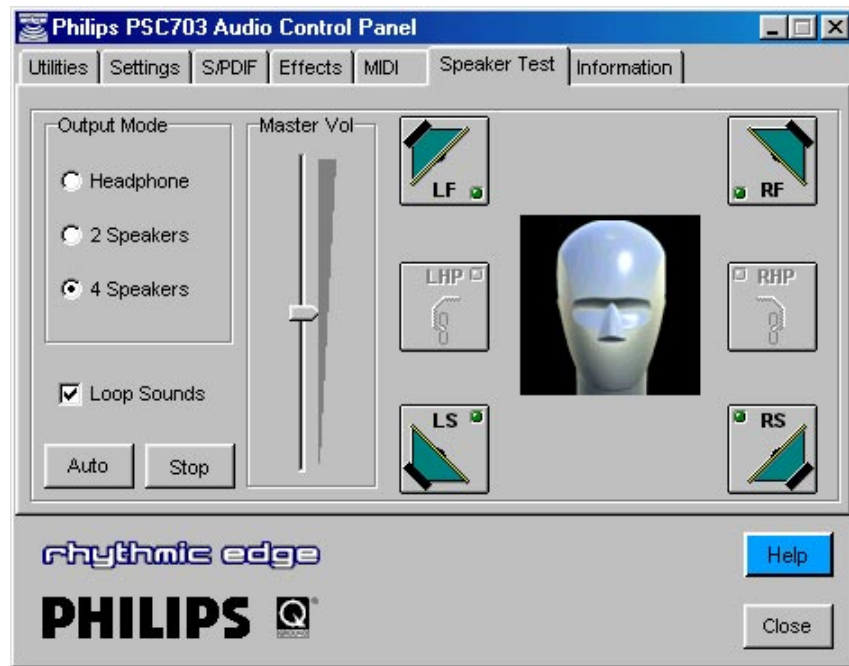 Philips PSC703 Audio Control Panel
Utilities Settings S/PDIF Effects MIDI Speaker Test Information
Output Mode
Headphone
2 Speakers
4 Speakers
Loop Sounds
Auto Stop
Master Vol
LF
RF
LHP
RHP
LS
RS
rhythmic edge
PHILIPS Q
Help
Close